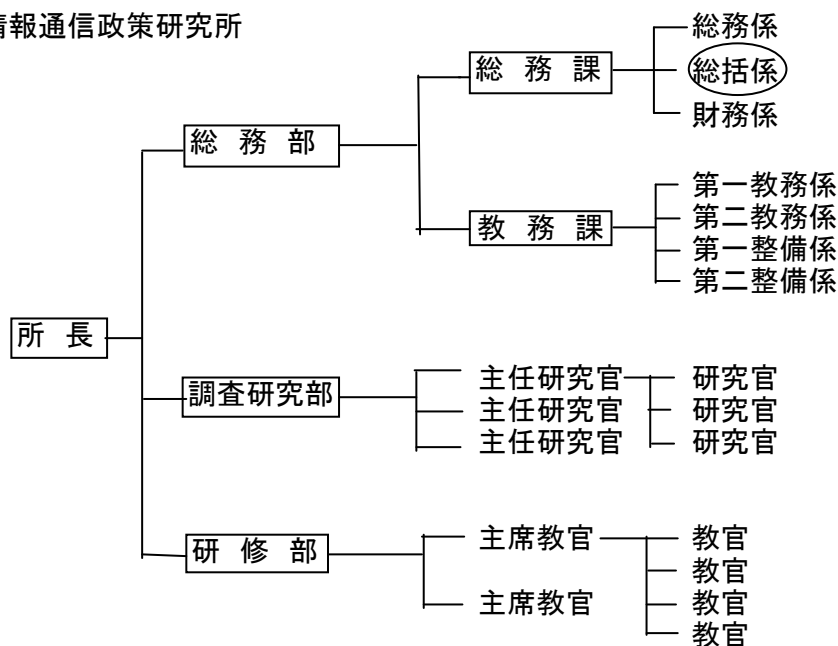 情報通信政策研究所
所長
総務部
総務課
総務係
総括係
財務係
教務課
第一教務係
第二教務係
第一整備係
第二整備係
調査研究部
主任研究官
主任研究官
主任研究官
研究官
研究官
研究官
研修部
主席教官
主席教官
教官
教官
教官
教官